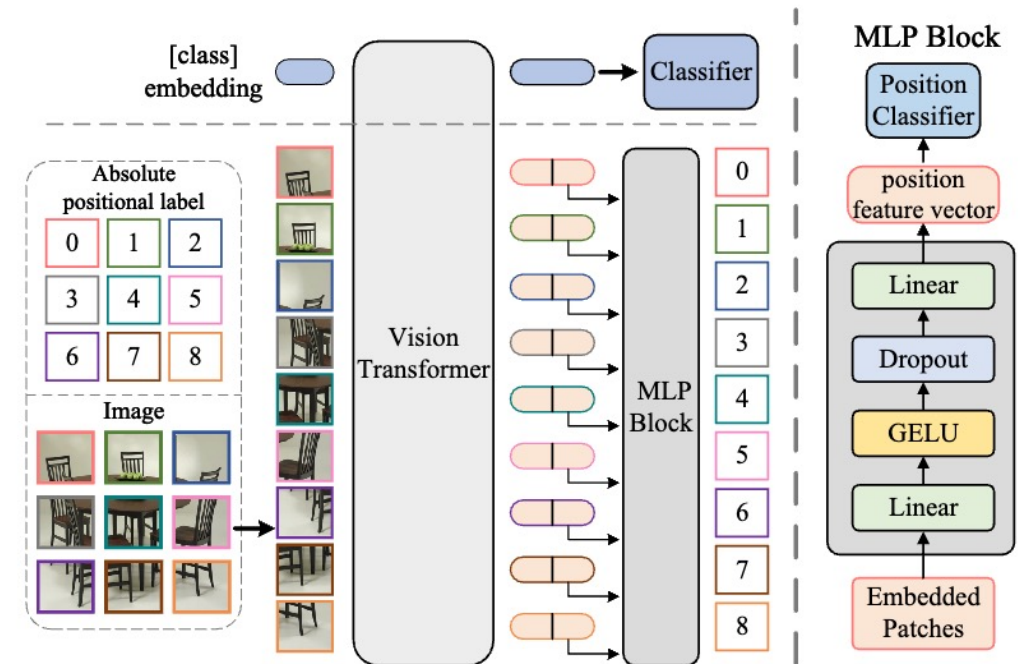 [class]
embedding
Classifier
Absolute
positional label
0 1 2
3 4 5
6 7 8
Image
Vision
Transformer
MLP
Block
0
1
2
3
4
5
6
7
8
MLP Block
Position
Classifier
position
feature vector
Linear
Dropout
GELU
Linear
Embedded
Patches